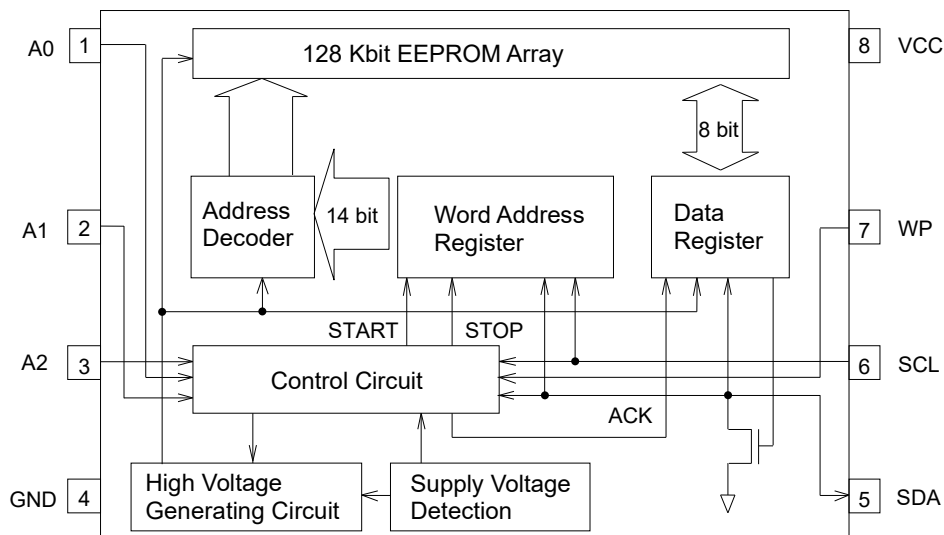 128 Kbit EEPROM Array
A0 1
8 VCC
8 bit
Address
Decoder
14 bit
Word Address
Register
Data
Register
A1 2
7 WP
START
STOP
A2 3
Control Circuit
6 SCL
ACK
High Voltage
Generating Circuit
Supply Voltage
Detection
GND 4
5 SDA